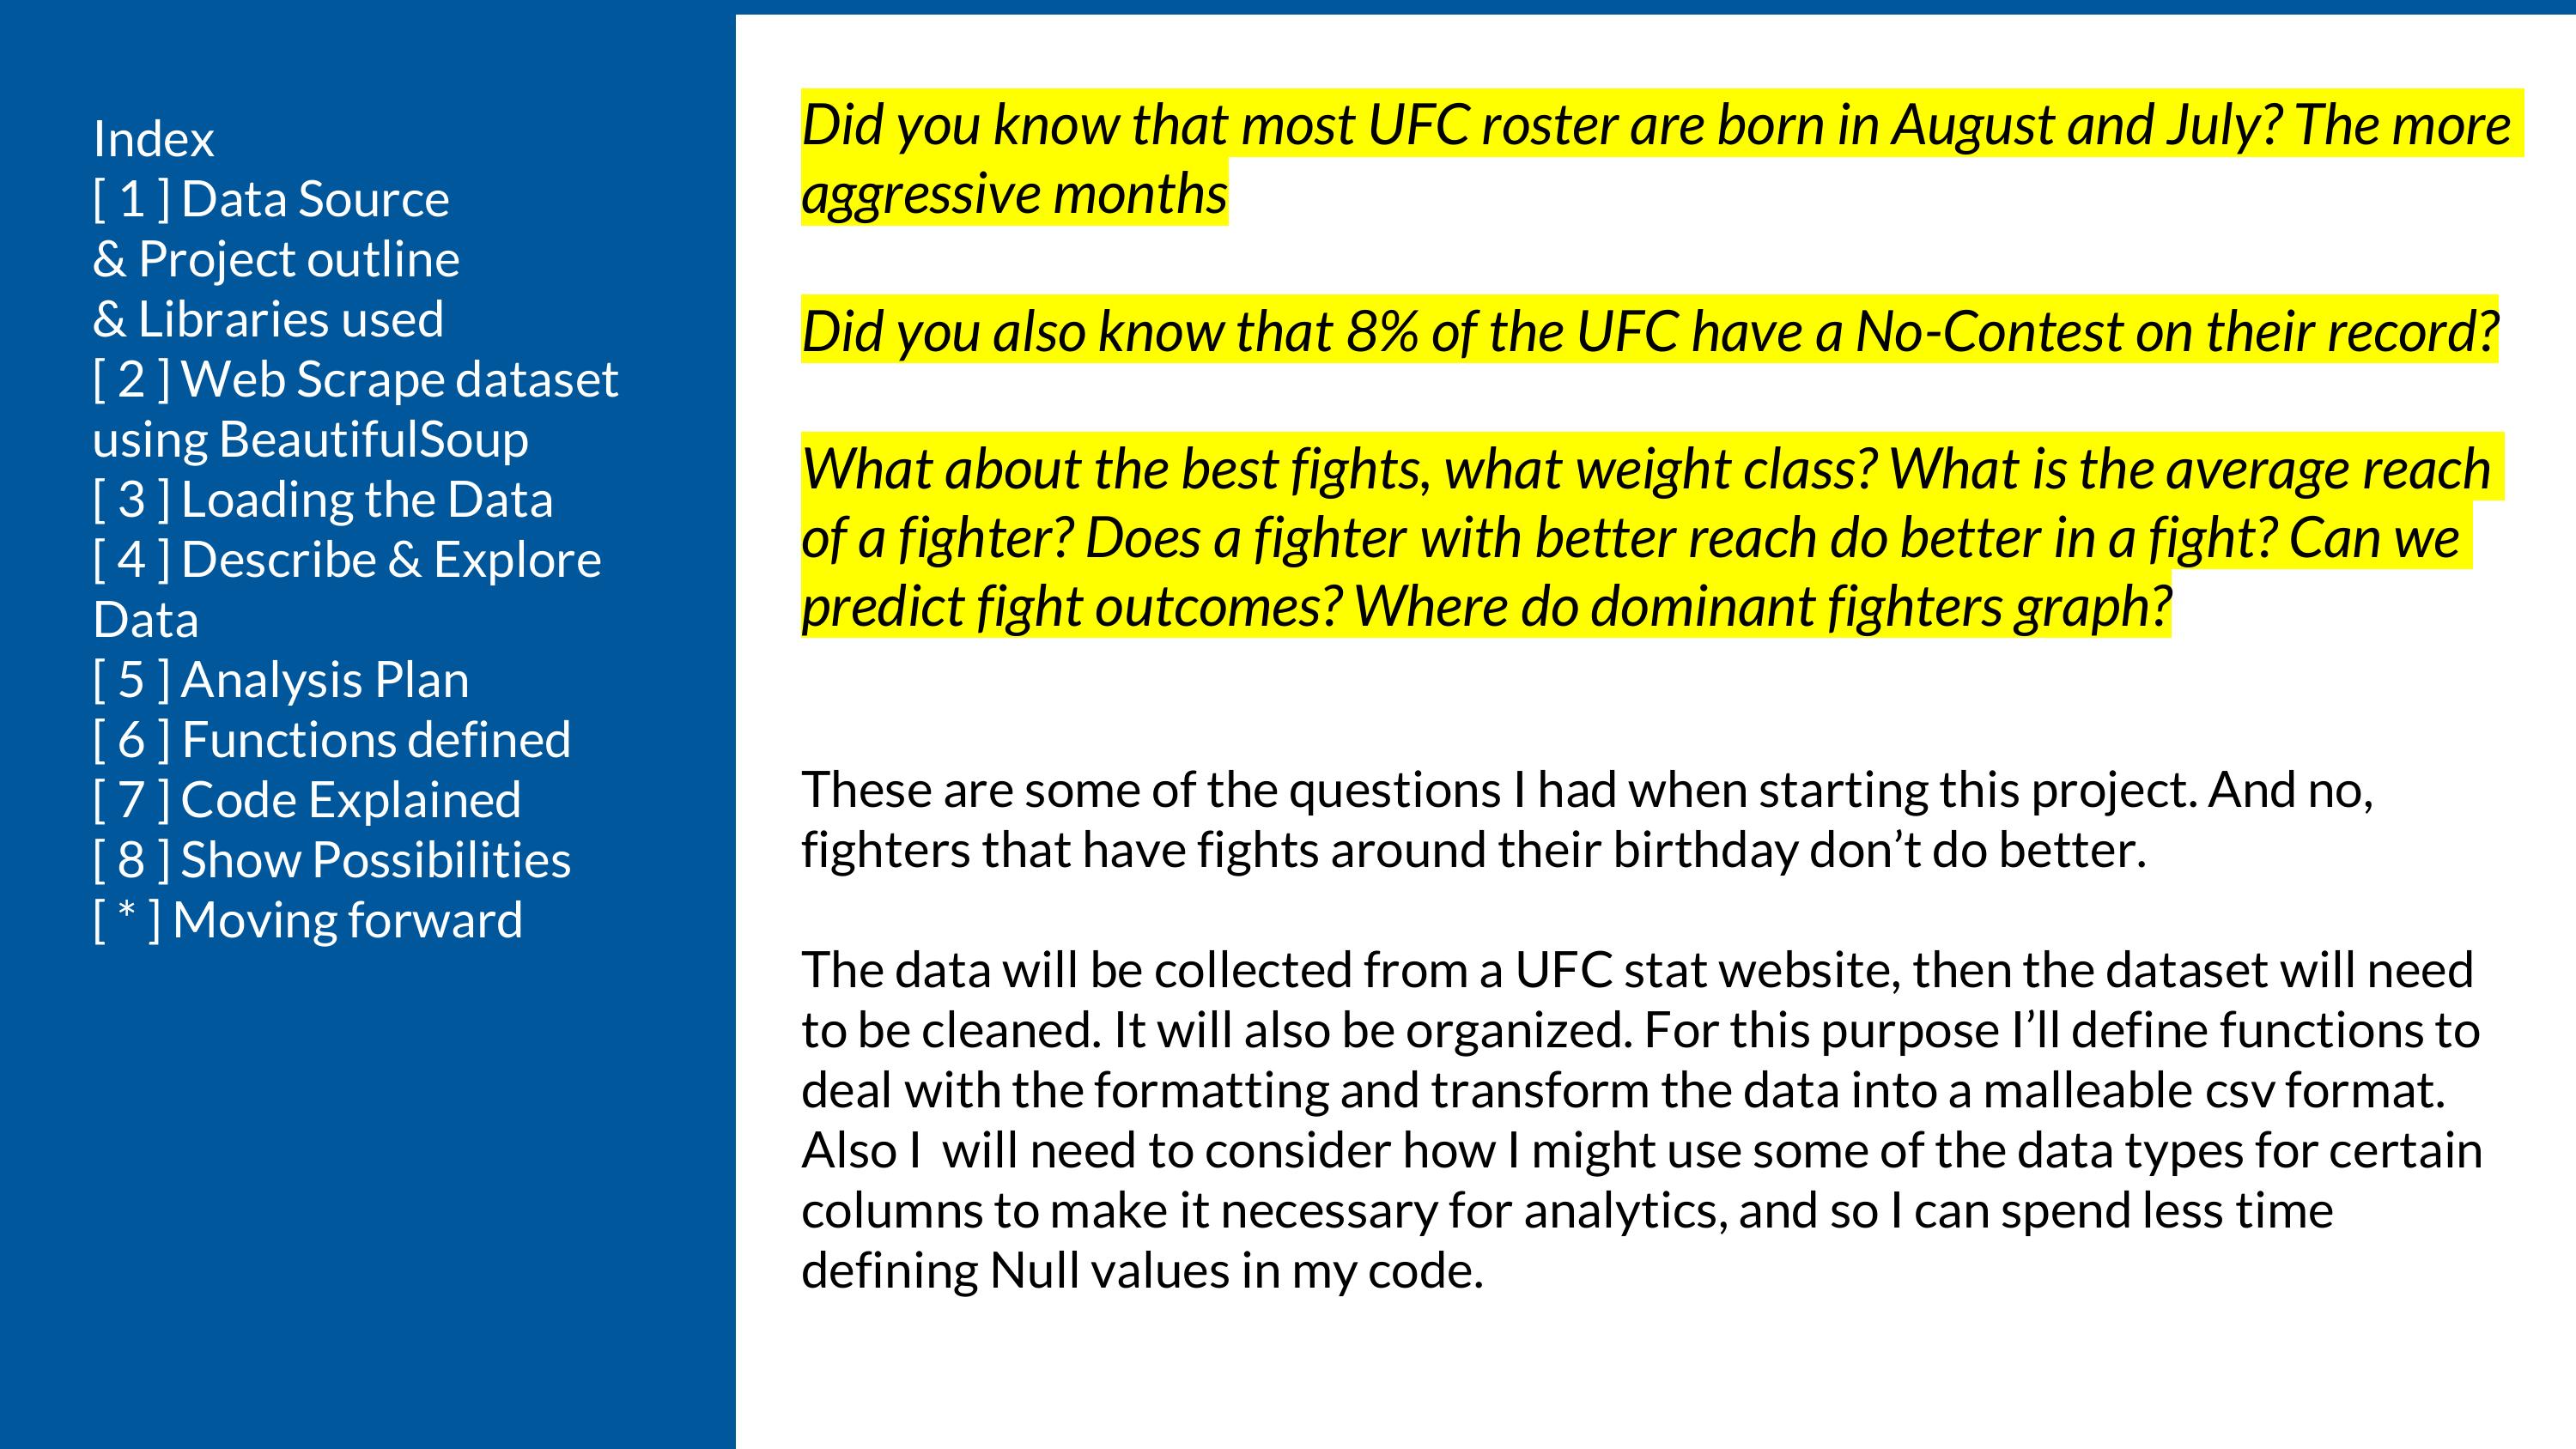 Index
[ 1 ] Data Source
& Project outline
& Libraries used
[ 2 ] Web Scrape dataset
using BeautifulSoup
[ 3 ] Loading the Data
[ 4 ] Describe & Explore
Data
[ 5 ] Analysis Plan
[ 6 ] Functions defined
[ 7 ] Code Explained
[ 8 ] Show Possibilities
[ * ] Moving forward
Did you know that most UFC roster are born in August and July? The more
aggressive months
Did you also know that 8% of the UFC have a No-Contest on their record?
What about the best fights, what weight class? What is the average reach
of a fighter? Does a fighter with better reach do better in a fight? Can we
predict fight outcomes? Where do dominant fighters graph?
These are some of the questions I had when starting this project. And no,
fighters that have fights around their birthday don’t do better.
The data will be collected from a UFC stat website, then the dataset will need
to be cleaned. It will also be organized. For this purpose I’ll define functions to
deal with the formatting and transform the data into a malleable csv format.
Also I  will need to consider how I might use some of the data types for certain
columns to make it necessary for analytics, and so I can spend less time
defining Null values in my code.